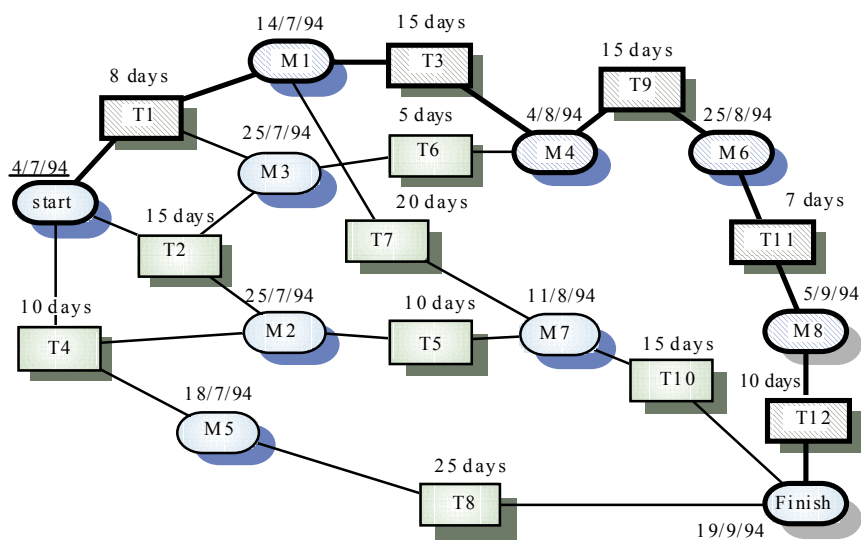 14/7/94
15 days
15 days
M1
T3
T9
8 days
T1
25/7/94
5 days
4/8/94
25/8/94
M3
T6
M4
M6
4/7/94
start
15 days
T2
20 days
T7
7 days
T11
10 days
25/7/94
10 days
11/8/94
5/9/94
T4
M2
T5
M7
M8
15 days
T10
10 days
18/7/94
M5
T12
25 days
T8
Finish
19/9/94